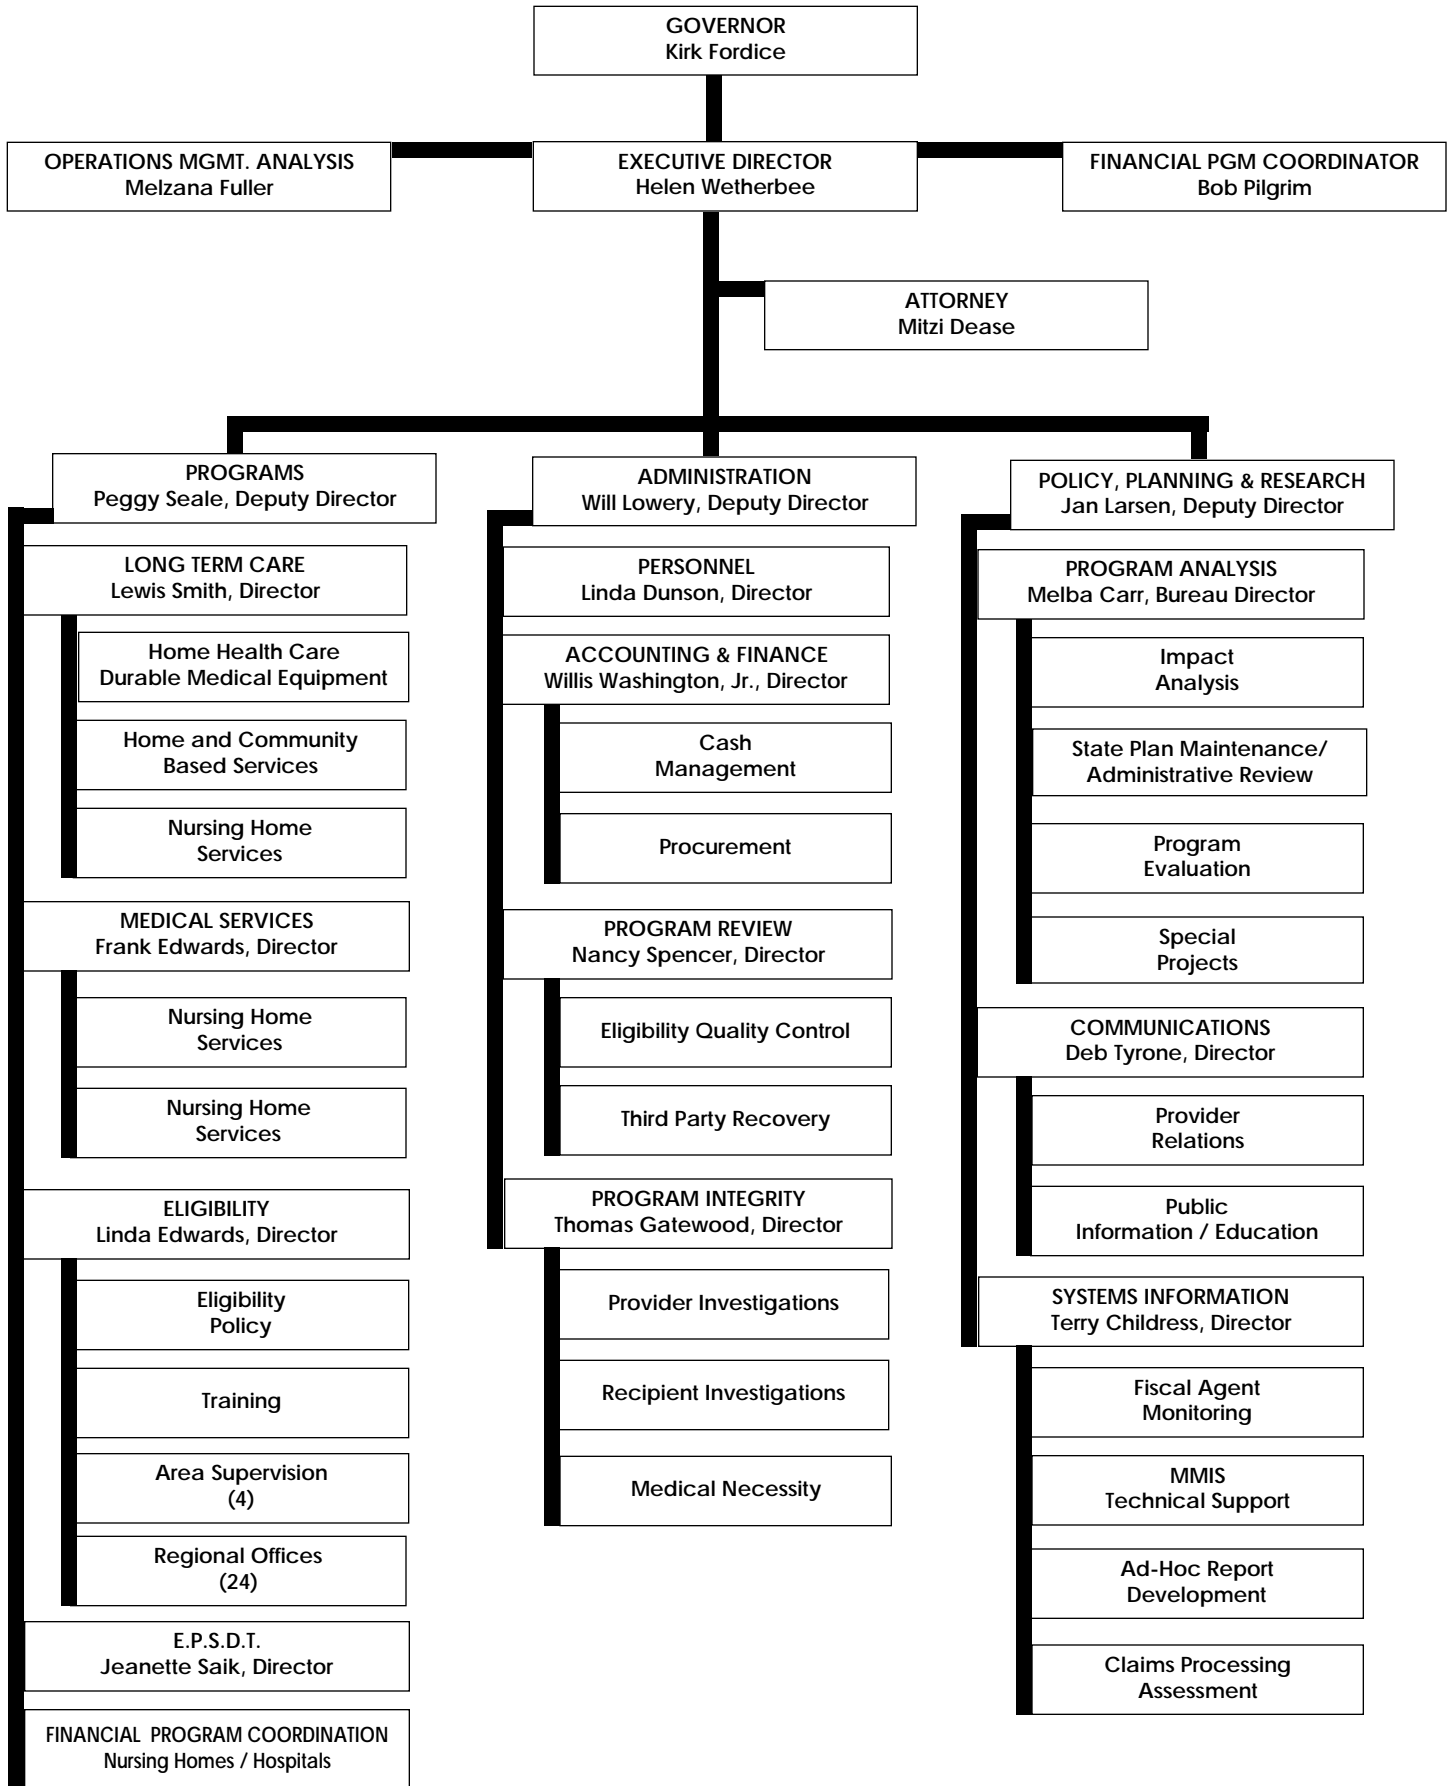 GOVERNOR
Kirk Fordice
OPERATIONS MGMT. ANALYSIS
Melzana Fuller
EXECUTIVE DIRECTOR
Helen Wetherbee
FINANCIAL PGM COORDINATOR
Bob Pilgrim
ATTORNEY
Mitzi Dease
PROGRAMS
Peggy Seale, Deputy Director
LONG TERM CARE
Lewis Smith, Director
Home Health Care
Durable Medical Equipment
Home and Community
Based Services
Nursing Home
Services
MEDICAL SERVICES
Frank Edwards, Director
Nursing Home
Services
Nursing Home
Services
ELIGIBILITY
Linda Edwards, Director
Eligibility
Policy
Training
Area Supervision
(4)
Regional Offices
(24)
E.P.S.D.T.
Jeanette Saik, Director
FINANCIAL PROGRAM COORDINATION
Nursing Homes / Hospitals
ADMINISTRATION
Will Lowery, Deputy Director
PERSONNEL
Linda Dunson, Director
ACCOUNTING & FINANCE
Willis Washington, Jr., Director
Cash
Management
Procurement
PROGRAM REVIEW
Nancy Spencer, Director
Eligibility Quality Control
Third Party Recovery
PROGRAM INTEGRITY
Thomas Gatewood, Director
Provider Investigations
Recipient Investigations
Medical Necessity
POLICY, PLANNING & RESEARCH
Jan Larsen, Deputy Director
PROGRAM ANALYSIS
Melba Carr, Bureau Director
Impact
Analysis
State Plan Maintenance/
Administrative Review
Program
Evaluation
Special
Projects
COMMUNICATIONS
Deb Tyrone, Director
Provider
Relations
Public
Information / Education
SYSTEMS INFORMATION
Terry Childress, Director
Fiscal Agent
Monitoring
MMIS
Technical Support
Ad-Hoc Report
Development
Claims Processing
Assessment